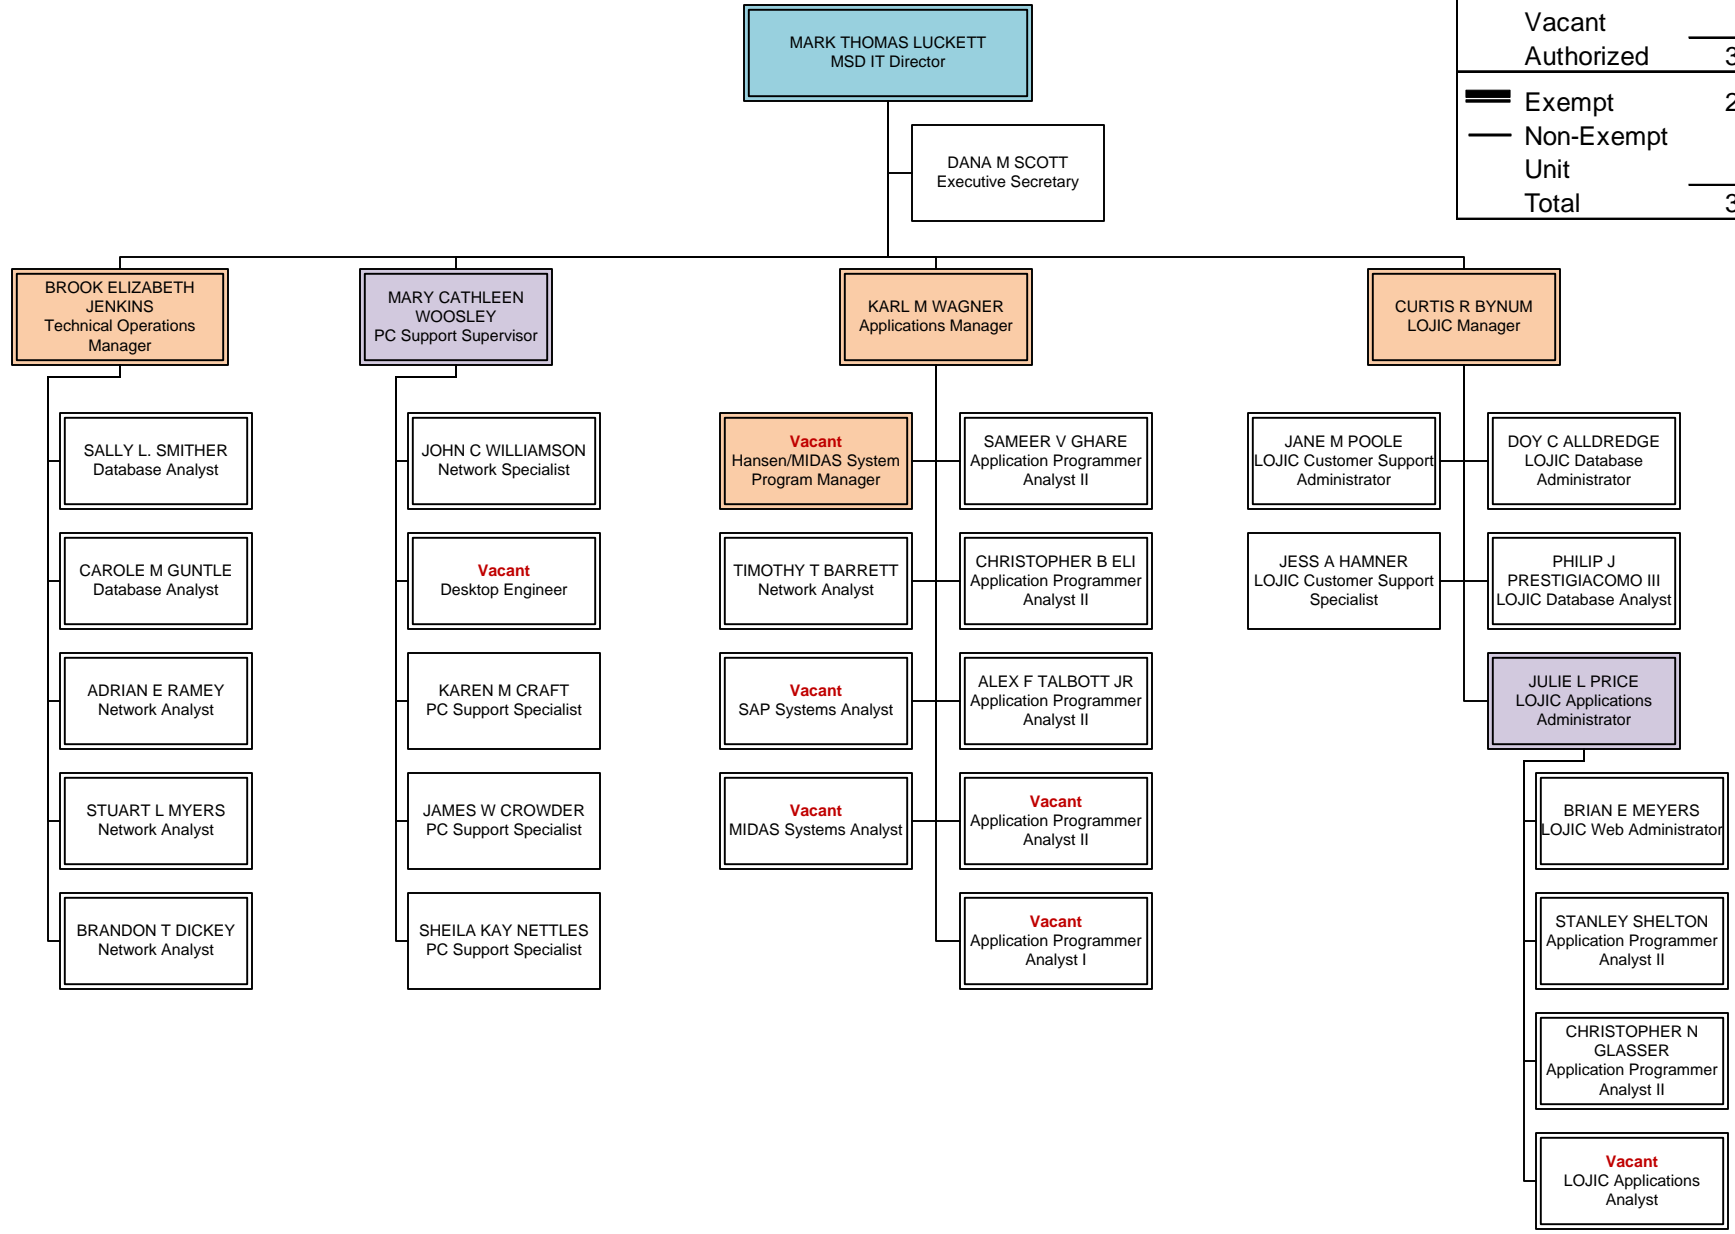 MARK THOMAS LUCKETT
MSD IT Director
Vacant
Authorized 3
Exempt 2
Non-Exempt
Unit
Total 3
DANA M SCOTT
Executive Secretary
BROOK ELIZABETH
JENKINS
Technical Operations
Manager
MARY CATHLEEN
WOOSLEY
PC Support Supervisor
KARL M WAGNER
Applications Manager
CURTIS R BYNUM
LOJIC Manager
SALLY L. SMITHER
Database Analyst
CAROLE M GUNTLE
Database Analyst
ADRIAN E RAMEY
Network Analyst
STUART L MYERS
Network Analyst
BRANDON T DICKEY
Network Analyst
JOHN C WILLIAMSON
Network Specialist
Vacant
Desktop Engineer
KAREN M CRAFT
PC Support Specialist
JAMES W CROWDER
PC Support Specialist
SHEILA KAY NETTLES
PC Support Specialist
Vacant
Hansen/MIDAS System
Program Manager
TIMOTHY T BARRETT
Network Analyst
Vacant
SAP Systems Analyst
Vacant
MIDAS Systems Analyst
SAMEER V GHARE
Application Programmer
Analyst II
CHRISTOPHER B ELI
Application Programmer
Analyst II
ALEX F TALBOTT JR
Application Programmer
Analyst II
Vacant
Application Programmer
Analyst II
Vacant
Application Programmer
Analyst I
JANE M POOLE
LOJIC Customer Support
Administrator
JESS A HAMNER
LOJIC Customer Support
Specialist
DOY C ALLDREDGE
LOJIC Database
Administrator
PHILIP J
PRESTIGIACOMO III
LOJIC Database Analyst
JULIE L PRICE
LOJIC Applications
Administrator
BRIAN E MEYERS
LOJIC Web Administrator
STANLEY SHELTON
Application Programmer
Analyst II
CHRISTOPHER N
GLASSER
Application Programmer
Analyst II
Vacant
LOJIC Applications
Analyst